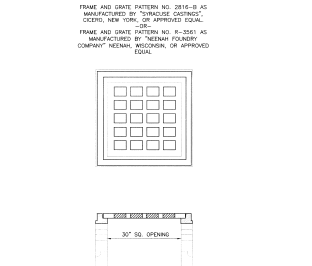 FRAME AND GRATE PATTERN NO. 2816-B AS
MANUFACTURED BY "SYRACUSE CASTINGS",
CICERO, NEW YORK, OR APPROVED EQUAL.
-OR-
FRAME AND GRATE PATTERN NO. R-3561 AS
MANUFACTURED BY "NEENAH FOUNDRY
COMPANY" NEENAH, WISCONSIN, OR APPROVED
EQUAL
30" SQ. OPENING